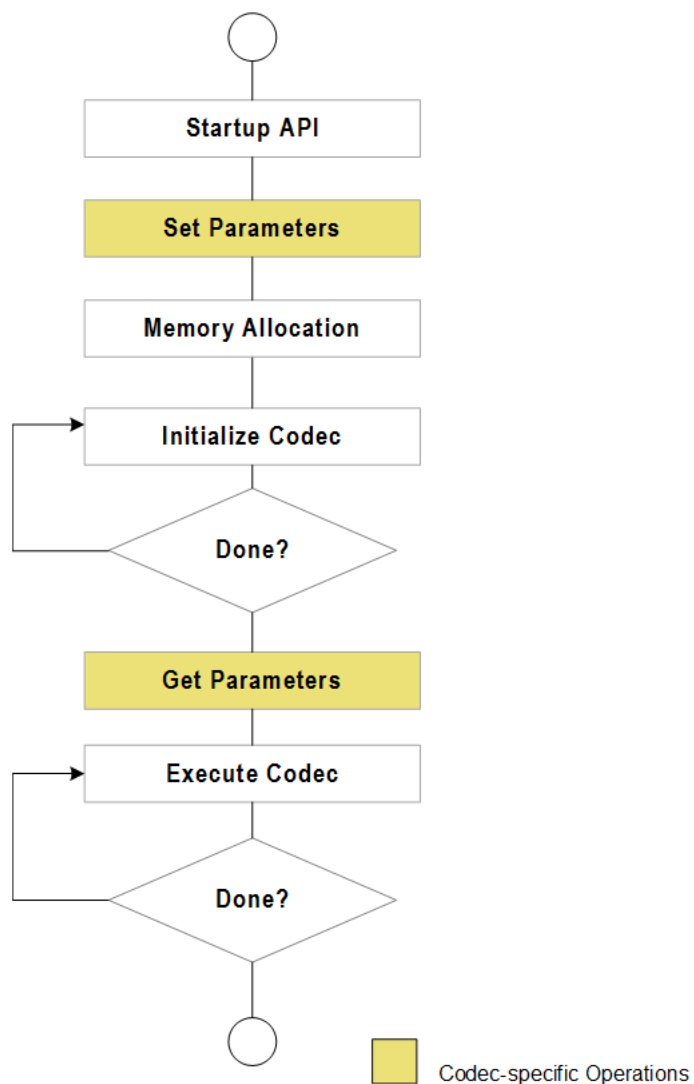 Startup API
Set Parameters
Memory Allocation
Initialize Codec
Done?
Get Parameters
Execute Codec
Done?
Codec-specific Operations